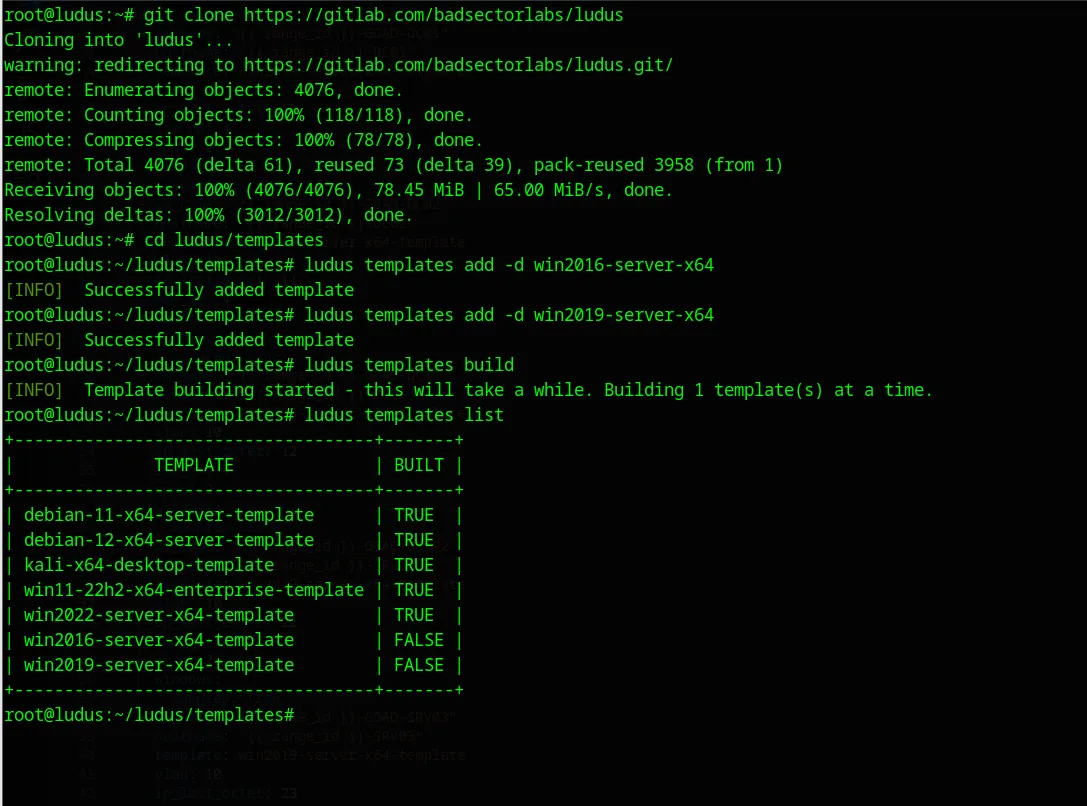 root@ludus:~# git clone https://gitlab.com/badsectorlabs/ludus
Cloning into 'ludus'...
warning: redirecting to https://gitlab.com/badsectorlabs/ludus.git/
remote: Enumerating objects: 4076, done.
remote: Counting objects: 100% (118/118), done.
remote: Compressing objects: 100% (78/78), done.
remote: Total 4076 (delta 61), reused 73 (delta 39), pack-reused 3958 (from 1)
Receiving objects: 100% (4076/4076), 78.45 MiB | 65.00 MiB/s, done.
Resolving deltas: 100% (3012/3012), done.
root@ludus:~# cd ludus/templates
root@ludus:~/ludus/templates# ludus templates add -d win2016-server-x64
[INFO]  Successfully added template
root@ludus:~/ludus/templates# ludus templates add -d win2019-server-x64
[INFO]  Successfully added template
root@ludus:~/ludus/templates# ludus templates build
[INFO]  Template building started - this will take a while. Building 1 template(s) at a time.
root@ludus:~/ludus/templates# ludus templates list
+------------------------------------+-------+
|              TEMPLATE              | BUILT |
+------------------------------------+-------+
| debian-11-x64-server-template      | TRUE  |
| debian-12-x64-server-template      | TRUE  |
| kali-x64-desktop-template          | TRUE  |
| win11-22h2-x64-enterprise-template | TRUE  |
| win2022-server-x64-template        | TRUE  |
| win2016-server-x64-template        | FALSE |
| win2019-server-x64-template        | FALSE |
+------------------------------------+-------+
root@ludus:~/ludus/templates#
template: win2019-server-x64-template
vlan: 10
ip_last_octet: 23